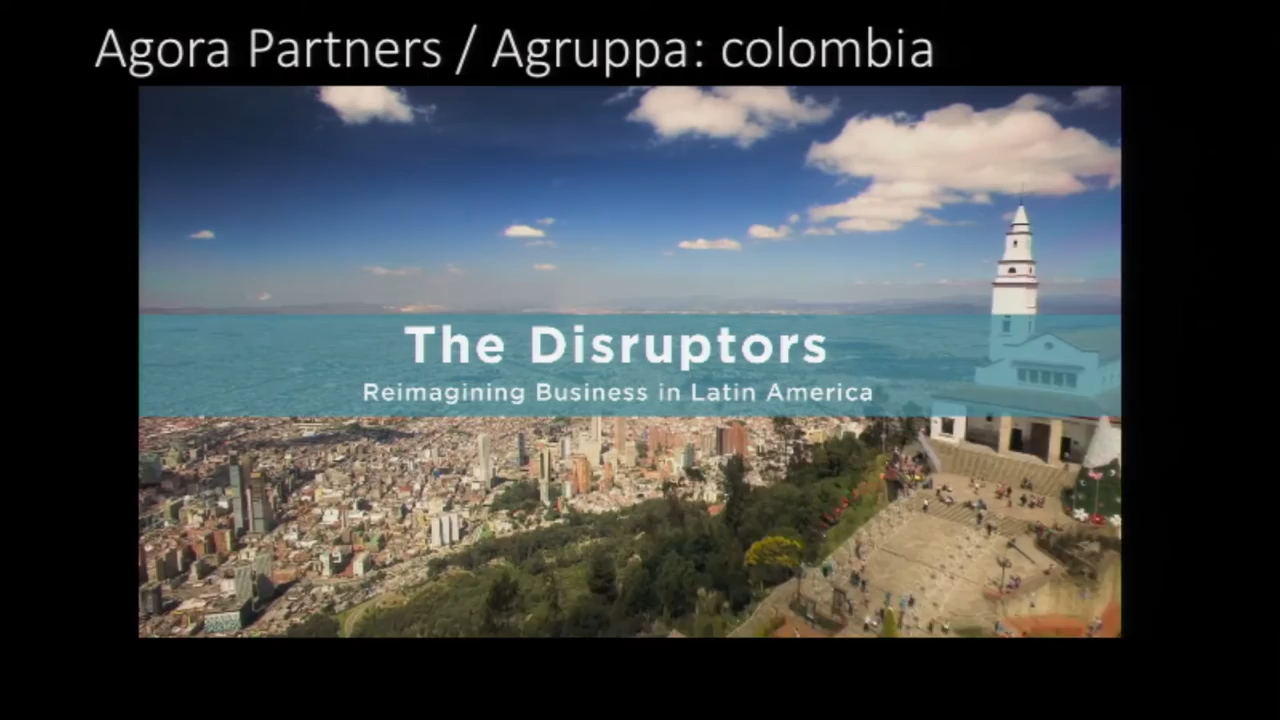 Agora Partners / Agruppa: colombia
The Disruptors
Reimagining Business in Latin America